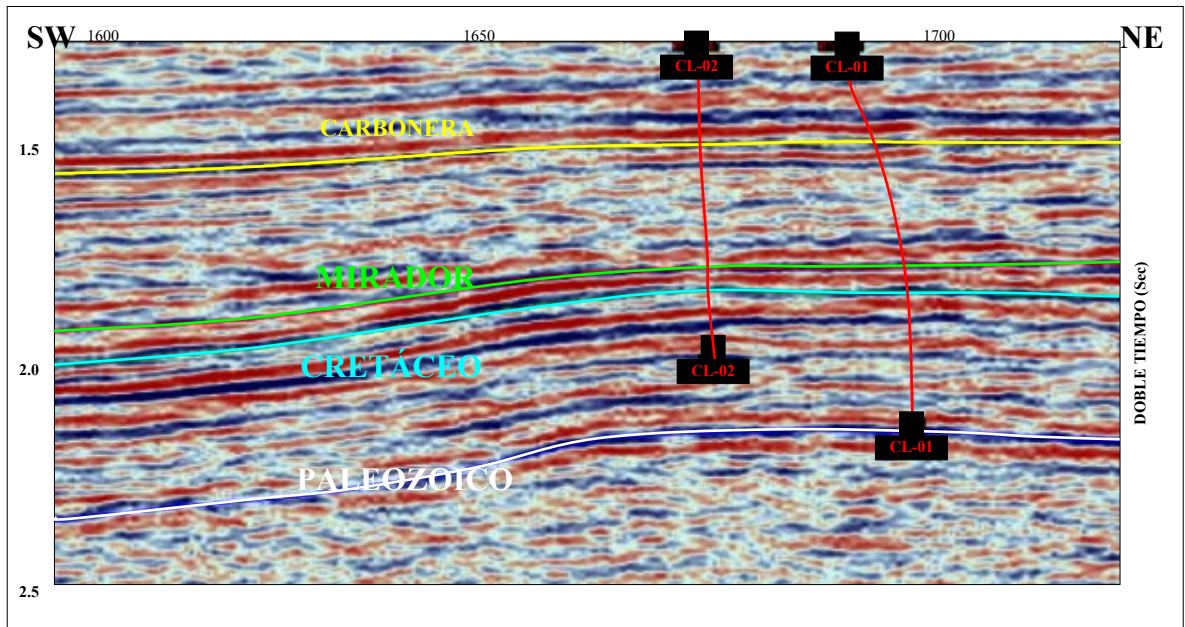 SW 1600 1650 1700 NE
CL-02 CL-01
CARBONERA
1.5
MIRADOR
DOBLE TIEMPO (Sec)
CRETÁCEO
2.0
CL-02
CL-01
PALEOZOICO
2.5